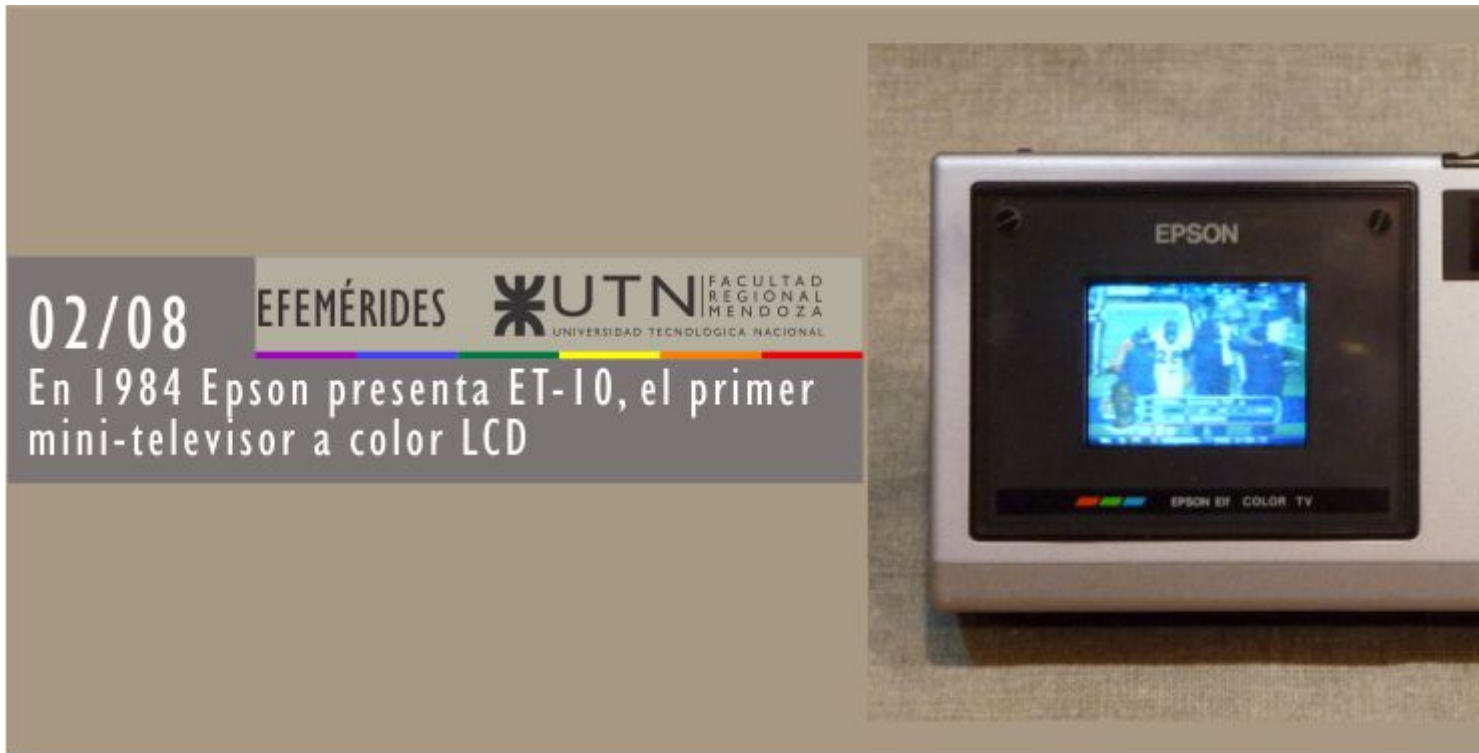 02/08
EFEMÉRIDES
UTN
FACULTAD
REGIONAL
MENDOZA
UNIVERSIDAD TECNOLÓGICA NACIONAL
En 1984 Epson presenta ET-10, el primer
mini-televisor a color LCD
EPSON
EPSON Elf COLOR TV